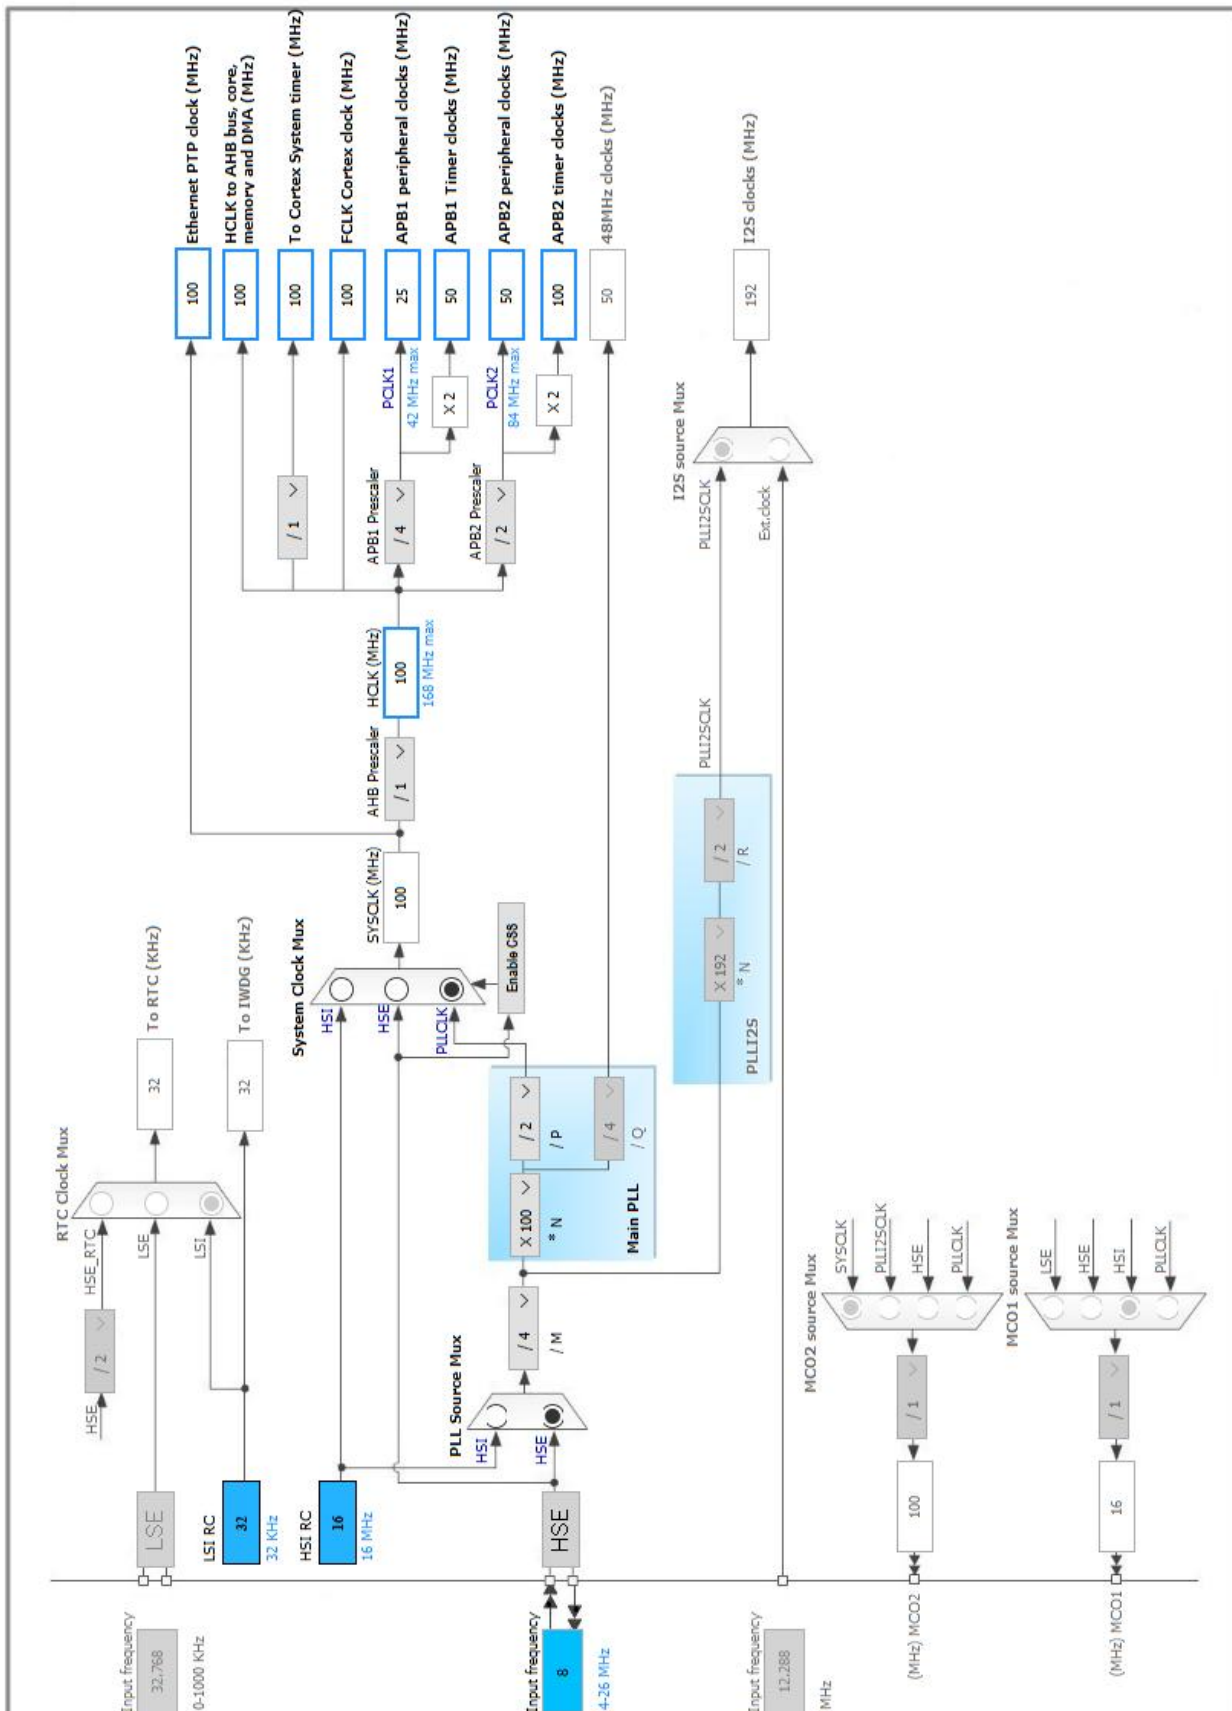 Input frequency
32.768
0-1000 KHz
LSE
HSE
/ 2
HSE_RTC
LSE
LSI
RTC Clock Mux
32
To RTC (KHz)
LSI RC
32
32 KHz
32
To IWDG (KHz)
HSI RC
16
16 MHz
Input frequency
8
4-26 MHz
HSE
PLL Source Mux
HSI
HSE
/ 4
/ M
X 100
* N
/ 2
/ P
/ 4
/ Q
Main PLL
System Clock Mux
HSI
HSE
PLLCLK
Enable CSS
SYSCLK (MHz)
100
AHB Prescaler
/ 1
HCLK (MHz)
100
168 MHz max
100
Ethernet PTP clock (MHz)
100
HCLK to AHB bus, core,
memory and DMA (MHz)
/ 1
100
To Cortex System timer (MHz)
100
FCLK Cortex clock (MHz)
APB1 Prescaler
/ 4
PCLK1
42 MHz max
25
APB1 peripheral clocks (MHz)
X 2
50
APB1 Timer clocks (MHz)
APB2 Prescaler
/ 2
PCLK2
84 MHz max
50
APB2 peripheral clocks (MHz)
X 2
100
APB2 timer clocks (MHz)
50
48MHz clocks (MHz)
X 192
* N
/ 2
/ R
PLLI2S
PLLI2SCLK
PLLI2SCLK
Ext.clock
I2S source Mux
192
I2S clocks (MHz)
Input frequency
12.288
MHz
(MHz) MCO2
100
/ 1
MCO2 source Mux
SYSCLK
PLLI2SCLK
HSE
PLLCLK
(MHz) MCO1
16
/ 1
MCO1 source Mux
LSE
HSE
HSI
PLLCLK